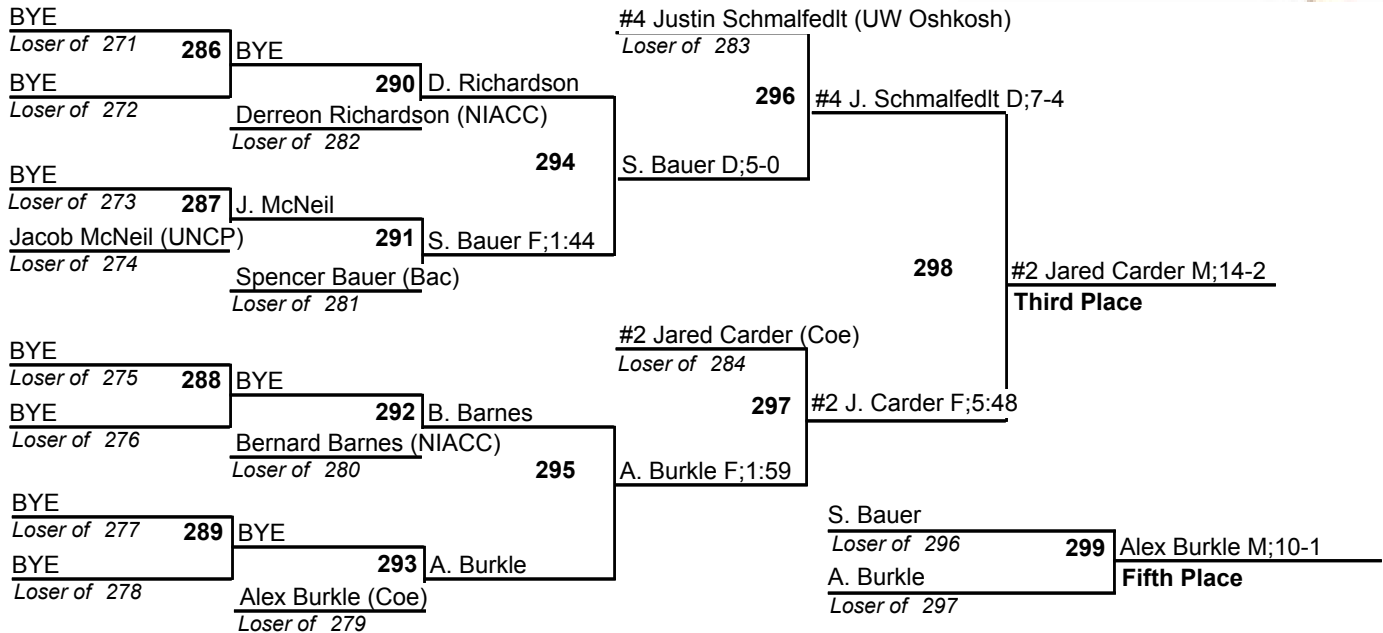 BYE
Loser of 271
286
BYE
BYE
Loser of 272
290
D. Richardson
Derreon Richardson (NIACC)
Loser of 282
294
S. Bauer D;5-0
BYE
Loser of 273
287
J. McNeil
Jacob McNeil (UNCP)
Loser of 274
291
S. Bauer F;1:44
Spencer Bauer (Bac)
Loser of 281
#4 Justin Schmalfedlt (UW Oshkosh)
Loser of 283
296
#4 J. Schmalfedlt D;7-4
298
#2 Jared Carder M;14-2
Third Place
BYE
Loser of 275
288
BYE
BYE
Loser of 276
292
B. Barnes
Bernard Barnes (NIACC)
Loser of 280
295
A. Burkle F;1:59
BYE
Loser of 277
289
BYE
BYE
Loser of 278
293
A. Burkle
Alex Burkle (Coe)
Loser of 279
#2 Jared Carder (Coe)
Loser of 284
297
#2 J. Carder F;5:48
S. Bauer
Loser of 296
299
Alex Burkle M;10-1
A. Burkle
Fifth Place
Loser of 297